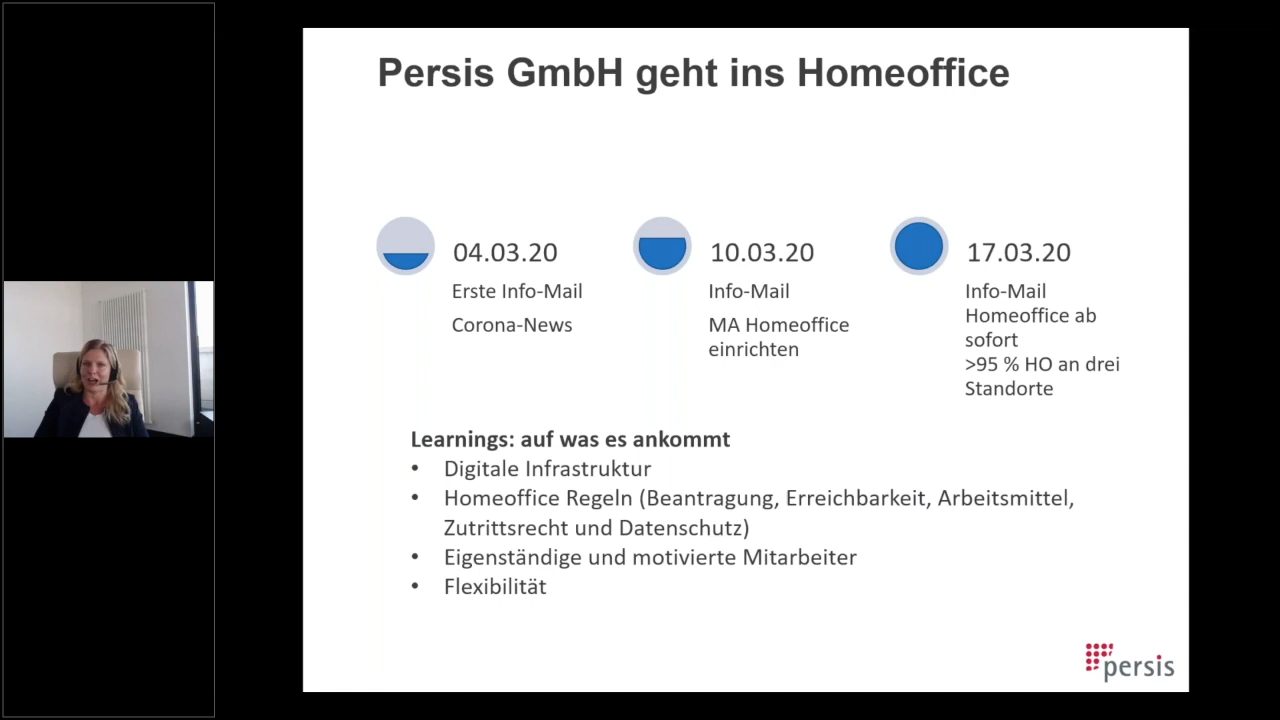 Persis GmbH geht ins Homeoffice
04.03.20
Erste Info-Mail
Corona-News
10.03.20
Info-Mail
MA Homeoffice
einrichten
17.03.20
Info-Mail
Homeoffice ab
sofort
>95 % HO an drei
Standorte
Learnings: auf was es ankommt
• Digitale Infrastruktur
• Homeoffice Regeln (Beantragung, Erreichbarkeit, Arbeitsmittel,
Zutrittsrecht und Datenschutz)
• Eigenständige und motivierte Mitarbeiter
• Flexibilität
persis